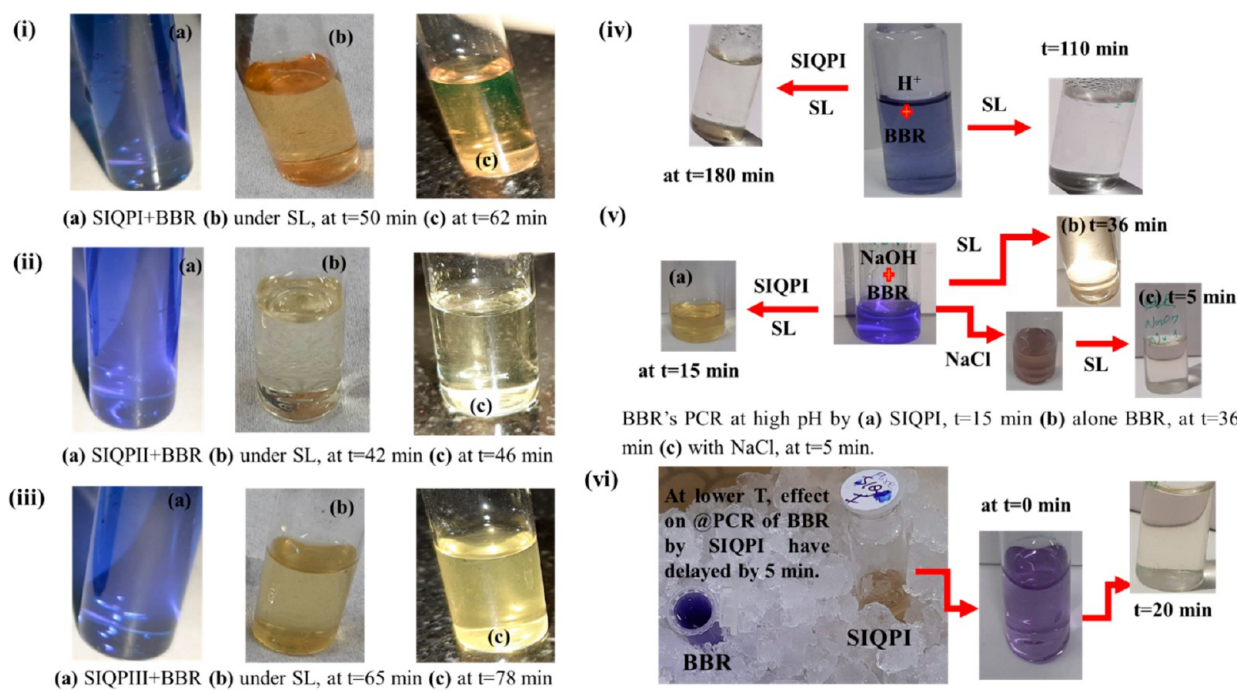 (i)
(a)
(b)
(c)
(a) SIQPI+BBR (b) under SL, at t=50 min (c) at t=62 min
(ii)
(a)
(b)
(c)
(a) SIQPII+BBR (b) under SL, at t=42 min (c) at t=46 min
(iii)
(a)
(b)
(c)
(a) SIQPIII+BBR (b) under SL, at t=65 min (c) at t=78 min
(iv)
SIQPI
SL
at t=180 min
H⁺
+
BBR
SL
t=110 min
(v)
(a)
at t=15 min
SIQPI
SL
NaOH
+
BBR
SL
(b) t=36 min
NaCl
SL
(c) t=5 min
BBR's PCR at high pH by (a) SIQPI, t=15 min (b) alone BBR, at t=36
min (c) with NaCl, at t=5 min.
(vi)
At lower T, effect
on @PCR of BBR
by SIQPI have
delayed by 5 min.
BBR
SIQPI
at t=0 min
t=20 min